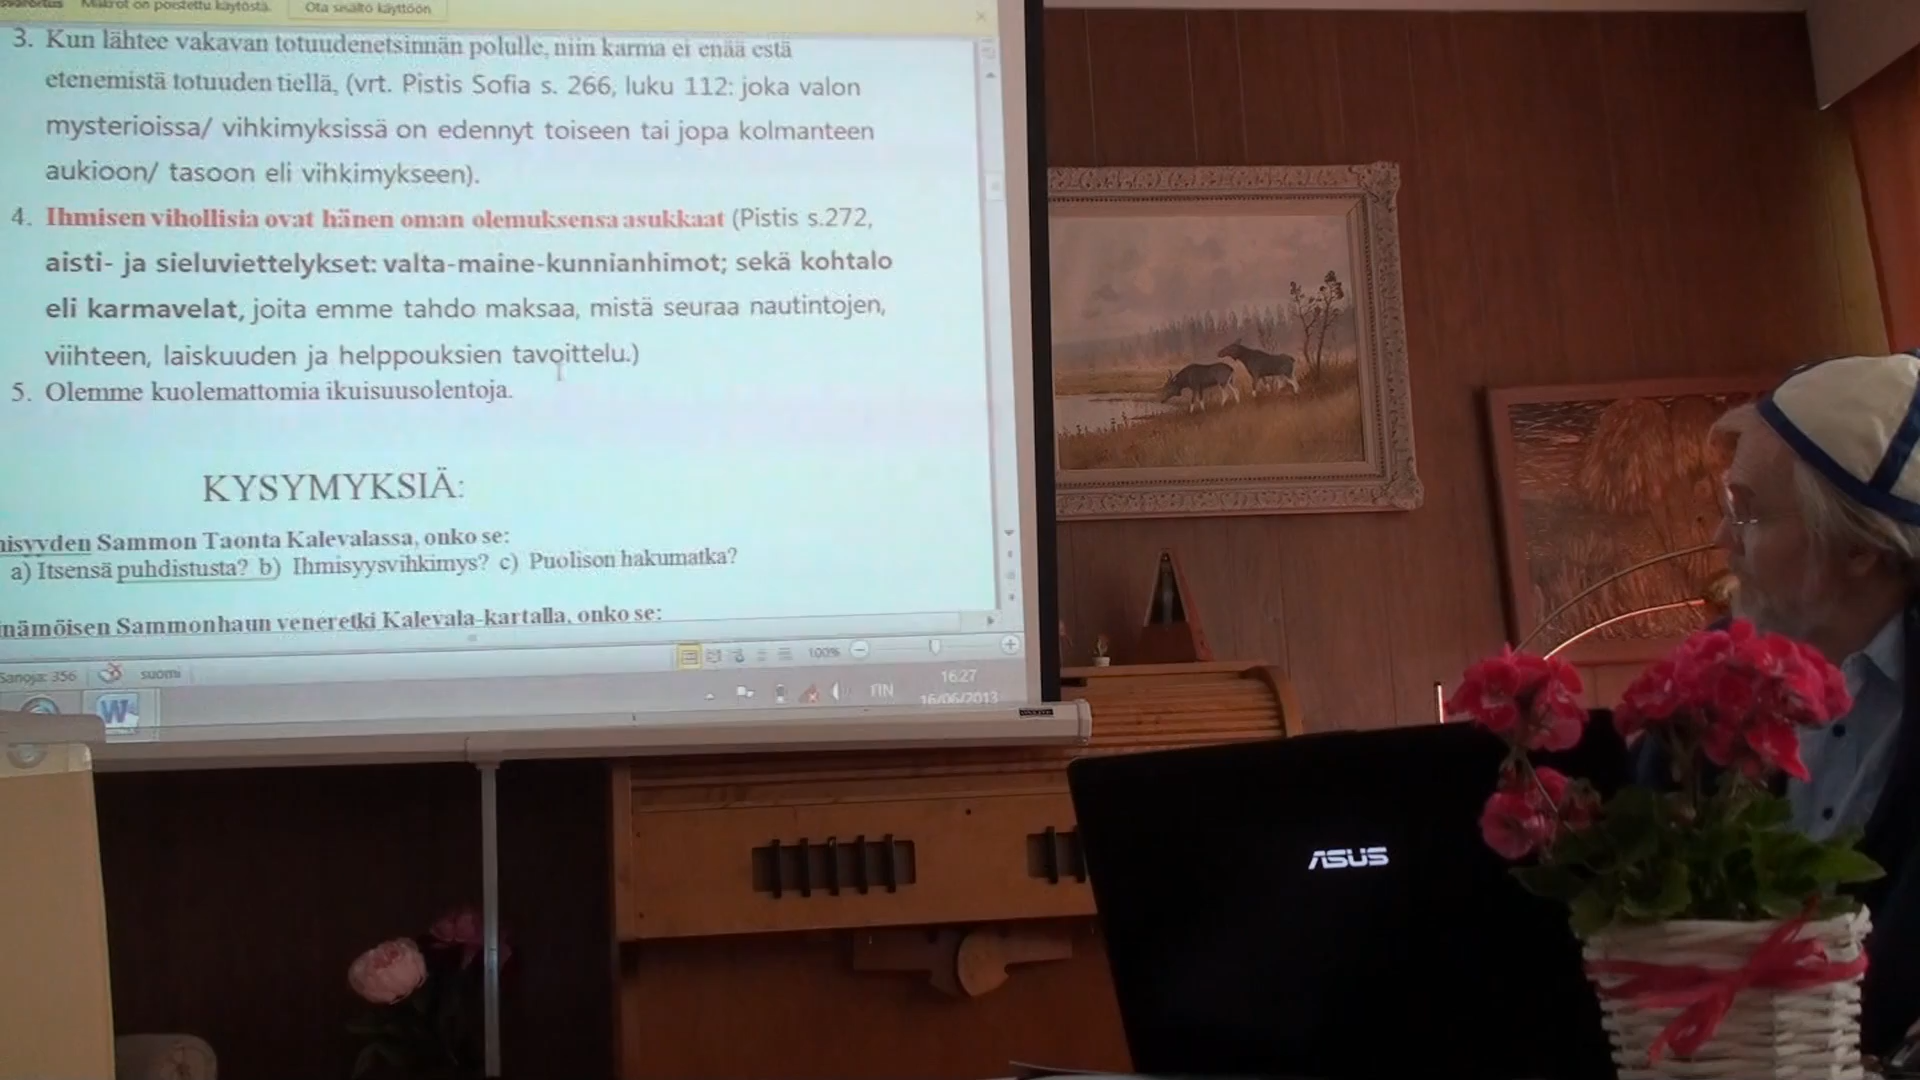 Makrot on poistettu käytöstä. Ota sisältö käyttöön
3. Kun lähtee vakavan totuudenetsinnän polulle, niin karma ei enää estä
etenemistä totuuden tiellä, (vrt. Pistis Sofia s. 266, luku 112: joka valon
mysterioissa/ vihkimyksissä on edennyt toiseen tai jopa kolmanteen
aukioon/ tasoon eli vihkimykseen).
4. Ihmisen vihollisia ovat hänen oman olemuksensa asukkaat (Pistis s.272,
aisti- ja sieluviettelykset: valta-maine-kunnianhimot; sekä kohtalo
eli karmavelat, joita emme tahdo maksaa, mistä seuraa nautintojen,
viihteen, laiskuuden ja helppouksien tavoittelu.)
5. Olemme kuolemattomia ikuisuusolentoja.
KYSYMYKSIÄ:
isyyden Sammon Taonta Kalevalassa, onko se:
a) Itsensä puhdistusta? b) Ihmisyysvihkimys? c) Puolison hakumatka?
nämöisen Sammonhaun veneretki Kalevala-kartalla, onko se:
100%
Sanoja: 356 suomi
FIN 16:27
16/06/2013
ASUS